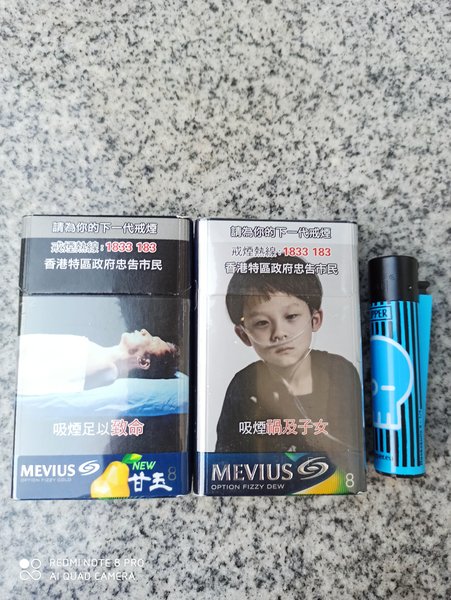 請為你的下一代戒煙
戒煙熱線:1833 183
香港特區政府忠告市民
吸煙足以致命
MEVIUS
OPTION FIZZY GOLD
NEW
甘王
8
請為你的下一代戒煙
戒煙熱線:1833 183
香港特區政府忠告市民
吸煙禍及子女
MEVIUS
OPTION FIZZY DEW
8
REDMI NOTE 8 PRO
AI QUAD CAMERA